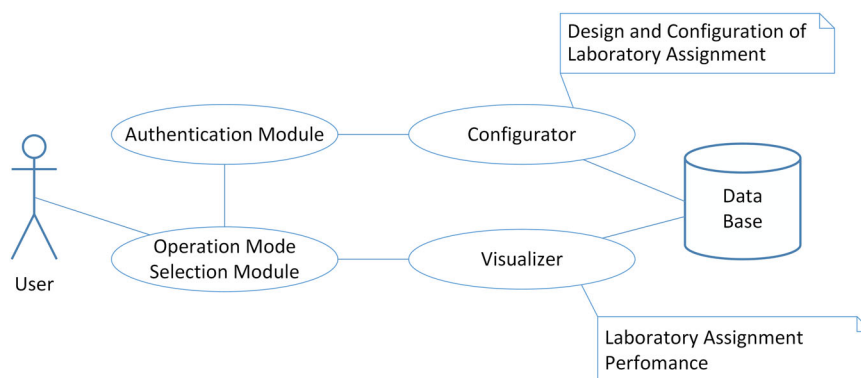 Design and Configuration of
Laboratory Assignment
Authentication Module
Configurator
Data
Base
User
Operation Mode
Selection Module
Visualizer
Laboratory Assignment
Perfomance